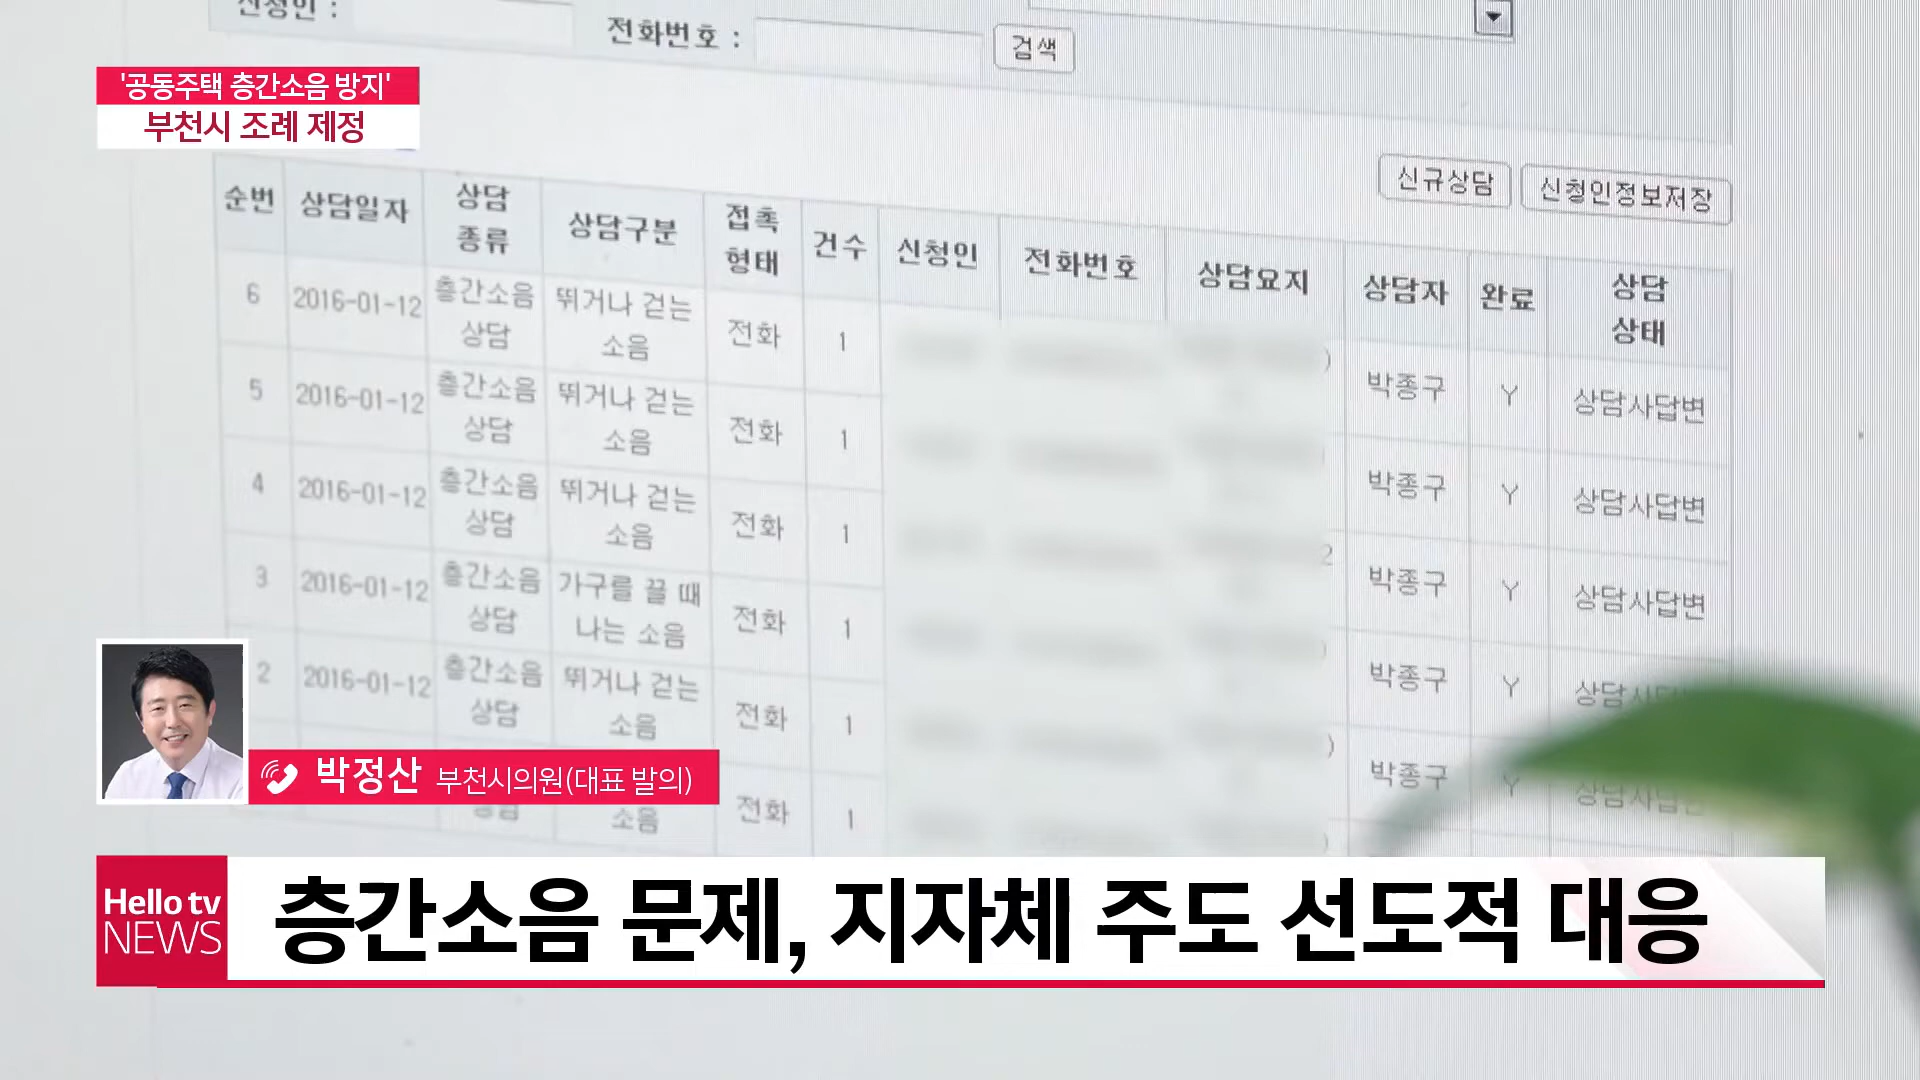 신청인 :
전화번호 :
검색
'공동주택 층간소음 방지'
부천시 조례 제정
신규상담
신청인정보저장
순번 상담일자 상담 종류 상담구분 접촉 형태 건수 신청인 전화번호 상담요지 상담자 완료 상담 상태
6 2016-01-12 층간소음 상담 뛰거나 걷는 소음 전화 1 박종구 Y 상담사답변
5 2016-01-12 층간소음 상담 뛰거나 걷는 소음 전화 1 박종구 Y 상담사답변
4 2016-01-12 층간소음 상담 뛰거나 걷는 소음 전화 1 박종구 Y 상담사답변
3 2016-01-12 층간소음 상담 가구를 끌 때 나는 소음 전화 1 박종구 Y
2 2016-01-12 층간소음 상담 뛰거나 걷는 소음 전화 1 박종구 Y 상담사답변
상담 소음 전화 1
박정산 부천시의원(대표 발의)
Hello tv
NEWS
층간소음 문제, 지자체 주도 선도적 대응